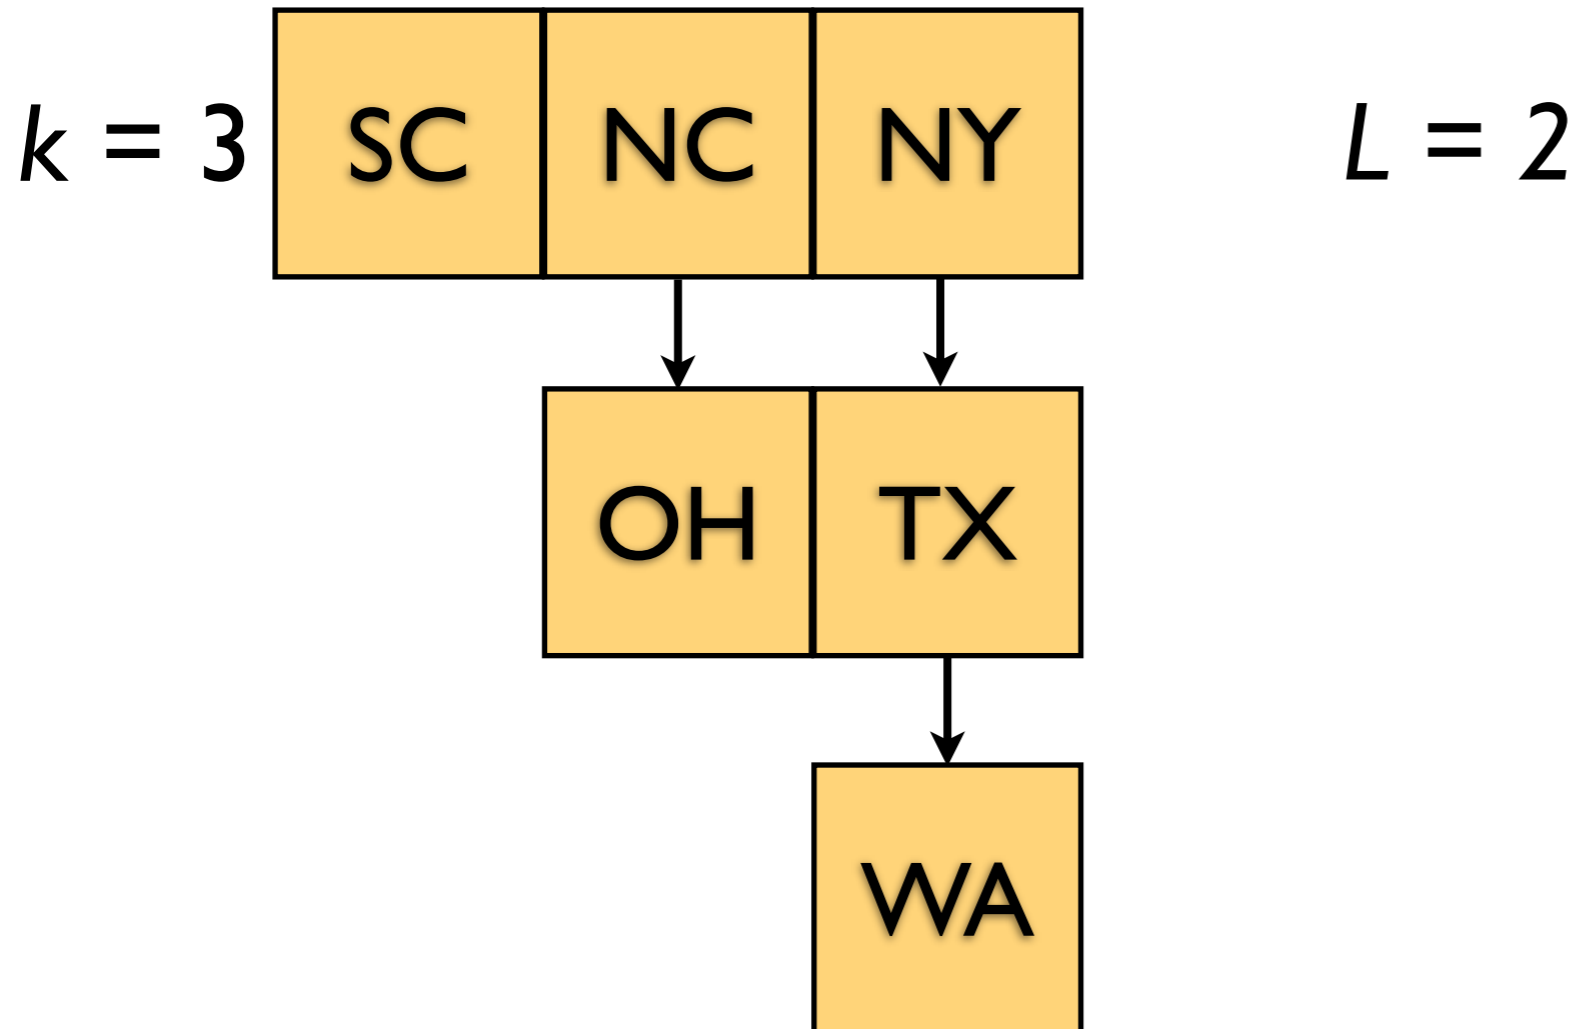 k = 3 SC NC NY L = 2
OH TX
WA